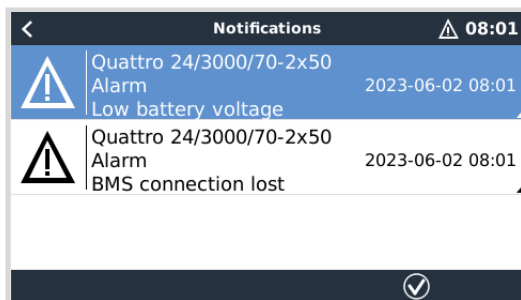 Notifications
08:01
Quattro 24/3000/70-2x50
Alarm
2023-06-02 08:01
Low battery voltage
Quattro 24/3000/70-2x50
Alarm
2023-06-02 08:01
BMS connection lost